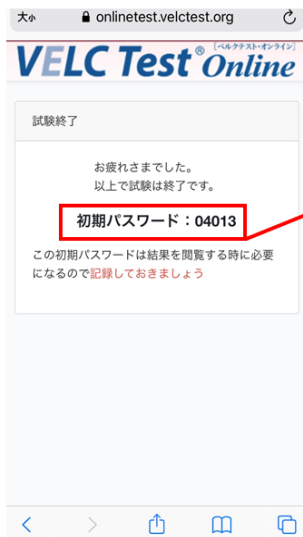 大小 onlinetest.velctest.org
VELC Test® [ベルクテスト・オンライン] Online
試験終了
お疲れさまでした。
以上で試験は終了です。
初期パスワード：04013
この初期パスワードは結果を閲覧する時に必要
になるので記録しておきましょう